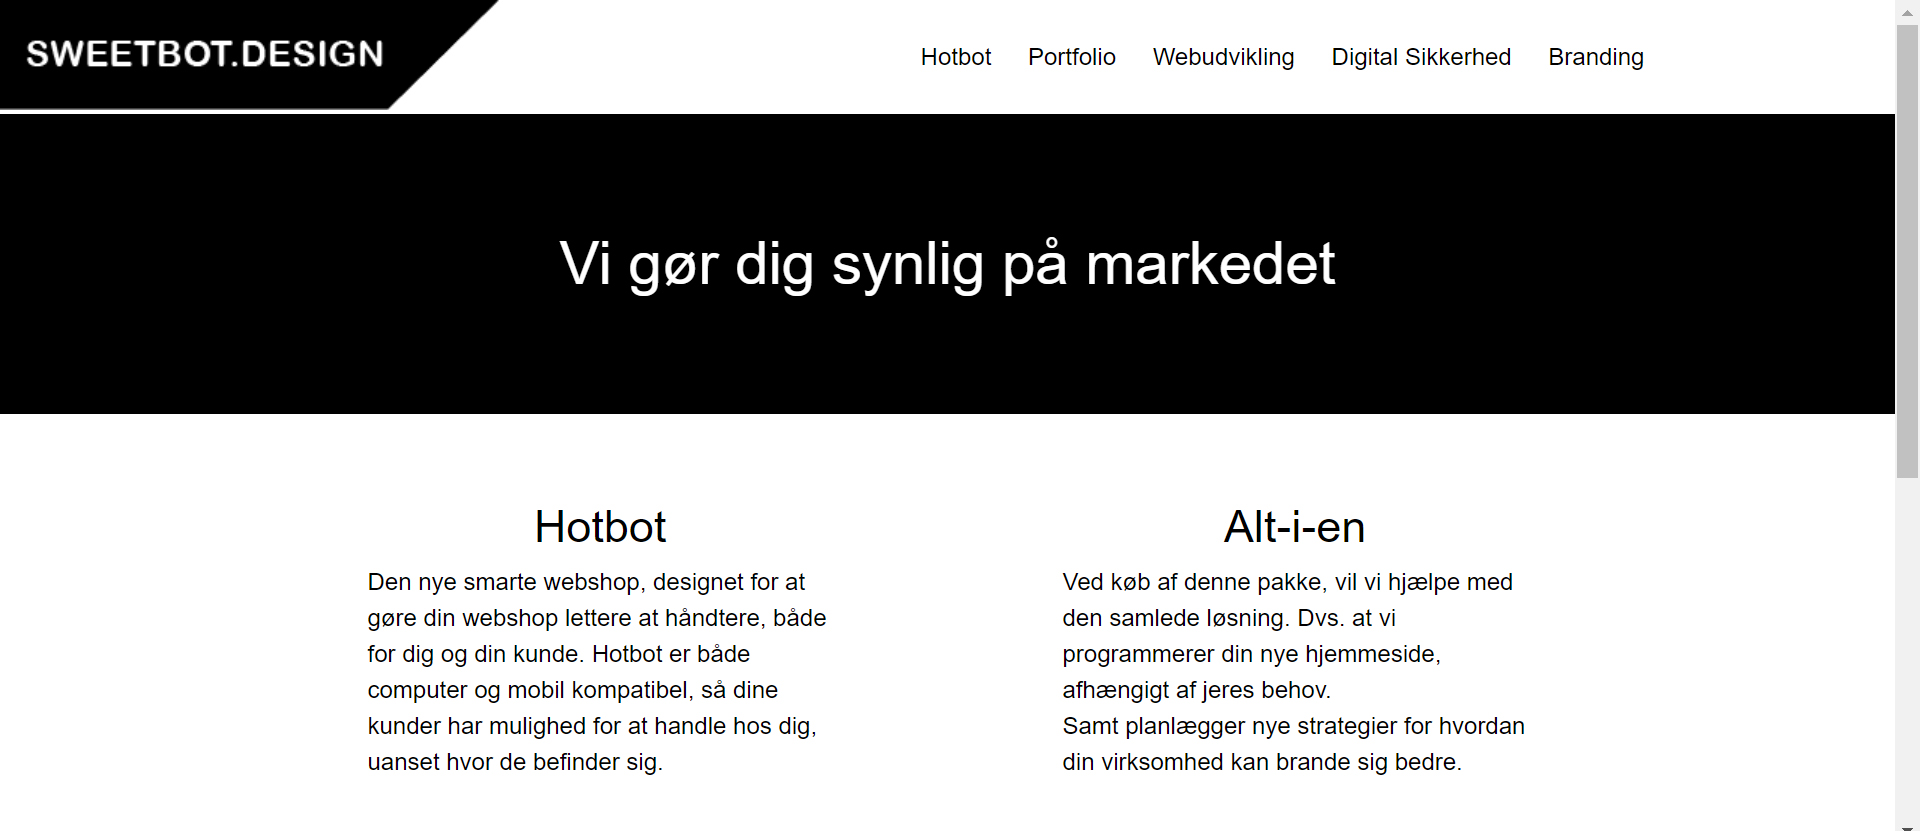 SWEETBOT.DESIGN
Hotbot Portfolio Webudvikling Digital Sikkerhed Branding
Vi gør dig synlig på markedet
Hotbot
Den nye smarte webshop, designet for at
gøre din webshop lettere at håndtere, både
for dig og din kunde. Hotbot er både
computer og mobil kompatibel, så dine
kunder har mulighed for at handle hos dig,
uanset hvor de befinder sig.
Alt-i-en
Ved køb af denne pakke, vil vi hjælpe med
den samlede løsning. Dvs. at vi
programmerer din nye hjemmeside,
afhængigt af jeres behov.
Samt planlægger nye strategier for hvordan
din virksomhed kan brande sig bedre.